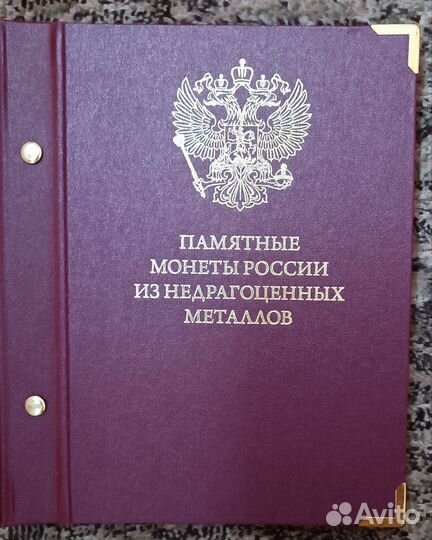 ПАМЯТНЫЕ
МОНЕТЫ РОССИИ
ИЗ НЕДРАГОЦЕННЫХ
МЕТАЛЛОВ
Avito